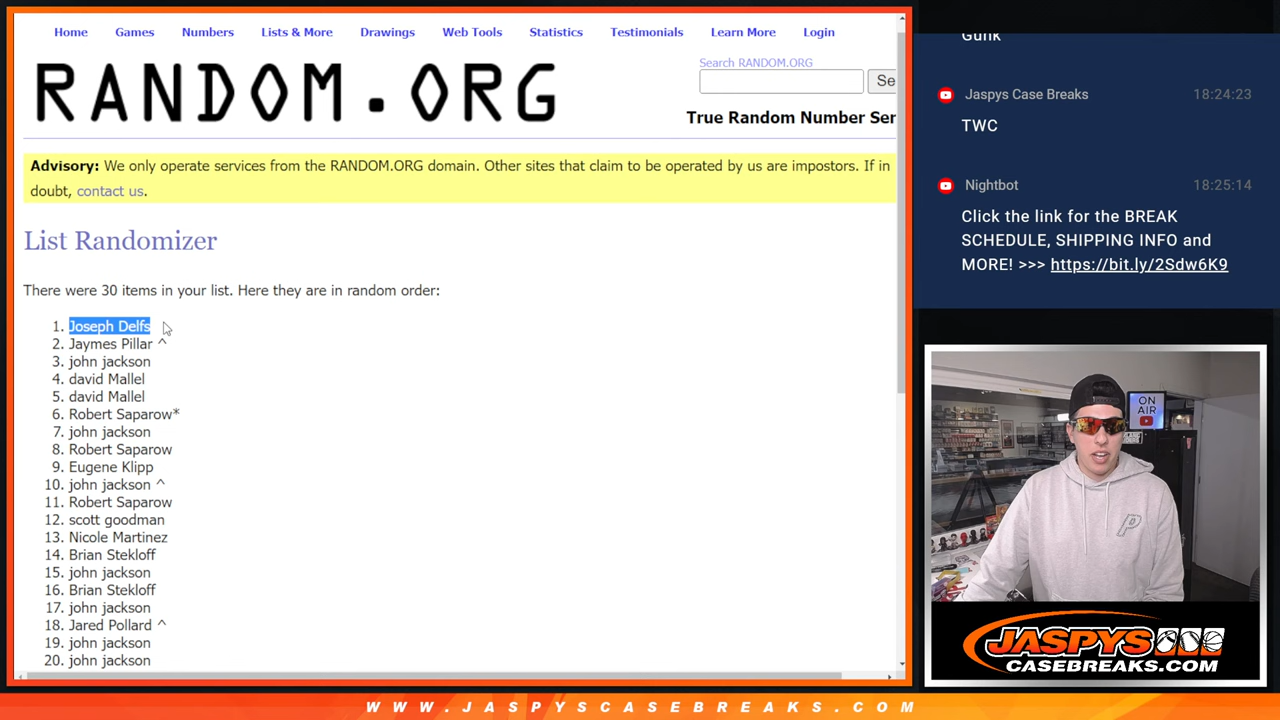 Home Games Numbers Lists & More Drawings Web Tools Statistics Testimonials Learn More Login
RANDOM.ORG
Search RANDOM.ORG
Se
True Random Number Ser
Advisory: We only operate services from the RANDOM.ORG domain. Other sites that claim to be operated by us are impostors. If in
doubt, contact us.
List Randomizer
There were 30 items in your list. Here they are in random order:
1. Joseph Delfs
2. Jaymes Pillar ^
3. john jackson
4. david Mallel
5. david Mallel
6. Robert Saparow*
7. john jackson
8. Robert Saparow
9. Eugene Klipp
10. john jackson ^
11. Robert Saparow
12. scott goodman
13. Nicole Martinez
14. Brian Stekloff
15. john jackson
16. Brian Stekloff
17. john jackson
18. Jared Pollard ^
19. john jackson
20. john jackson
Gunk
Jaspys Case Breaks 18:24:23
TWC
Nightbot 18:25:14
Click the link for the BREAK
SCHEDULE, SHIPPING INFO and
MORE! >>> https://bit.ly/2Sdw6K9
ON
AIR
P
JASPYS
CASEBREAKS.COM
WWW.JASPYSCASEBREAKS.COM